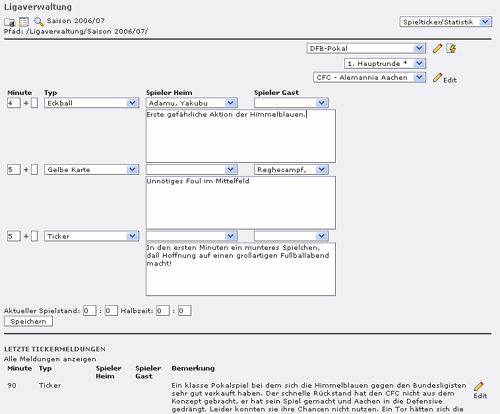 Ligaverwaltung
Saison 2006/07
Spielticker/Statistik
Pfad: /Ligaverwaltung/Saison 2006/07/
DFB-Pokal
1. Hauptrunde *
CFC - Alemannia Aachen
Edit
Minute Typ Spieler Heim Spieler Gast
4 + Eckball Adamu, Yakubu
Erste gefährliche Aktion der Himmelblauen.
5 + Gelbe Karte Reghecampf,
Unnötiges Foul im Mittelfeld
5 + Ticker
In den ersten Minuten ein munteres Spielchen,
daß Hoffnung auf einen großartigen Fußballabend
macht!
Aktueller Spielstand: 0 : 0 Halbzeit: 0 : 0
Speichern
LETZTE TICKERMELDUNGEN
Alle Meldungen anzeigen
Minute Typ Spieler Heim Spieler Gast Bemerkung
90 Ticker Ein klasse Pokalspiel bei dem sich die Himmelblauen gegen den Bundesligisten
Edit
sehr gut verkauft haben. Der schnelle Rückstand hat den CFC nicht aus dem
Konzept gebracht, er hat sein Spiel gemacht und Aachen in die Defensive
gedrängt. Leider konnten sie ihre Chancen nicht nutzen. Ein Tor hätten sich die